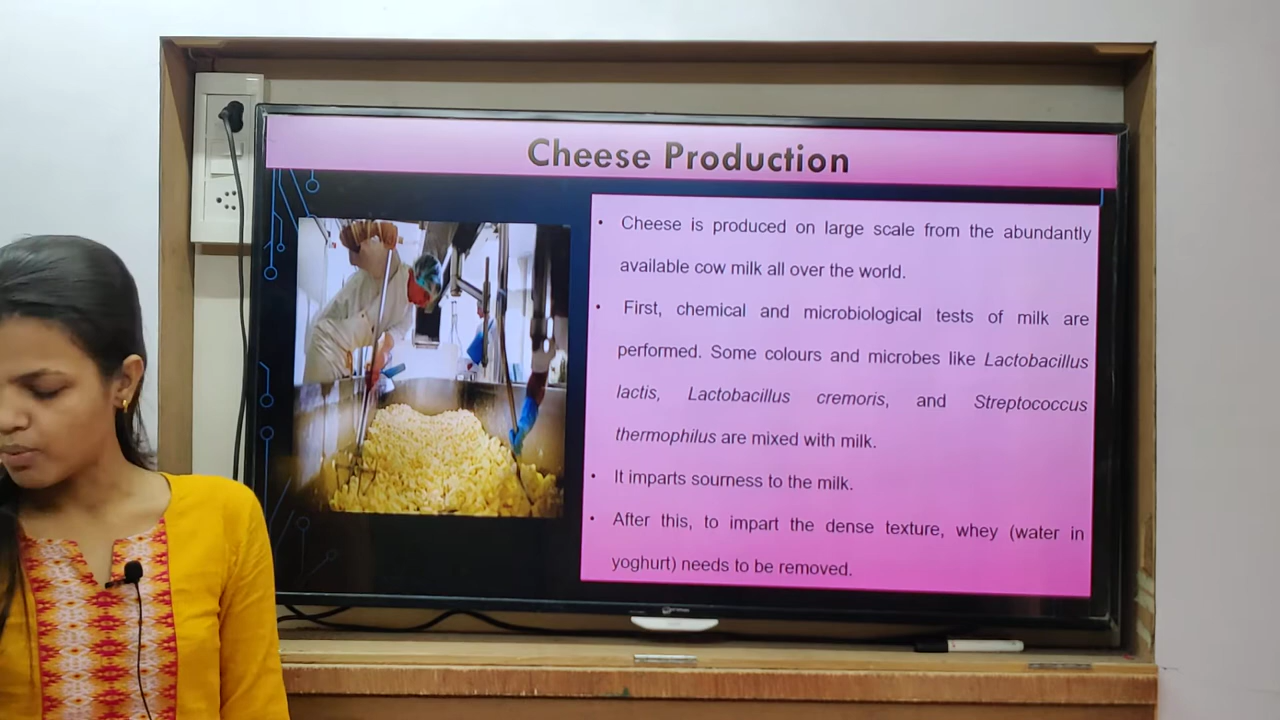 Cheese Production
• Cheese is produced on large scale from the abundantly
available cow milk all over the world.
• First, chemical and microbiological tests of milk are
performed. Some colours and microbes like Lactobacillus
lactis, Lactobacillus cremoris, and Streptococcus
thermophilus are mixed with milk.
• It imparts sourness to the milk.
• After this, to impart the dense texture, whey (water in
yoghurt) needs to be removed.